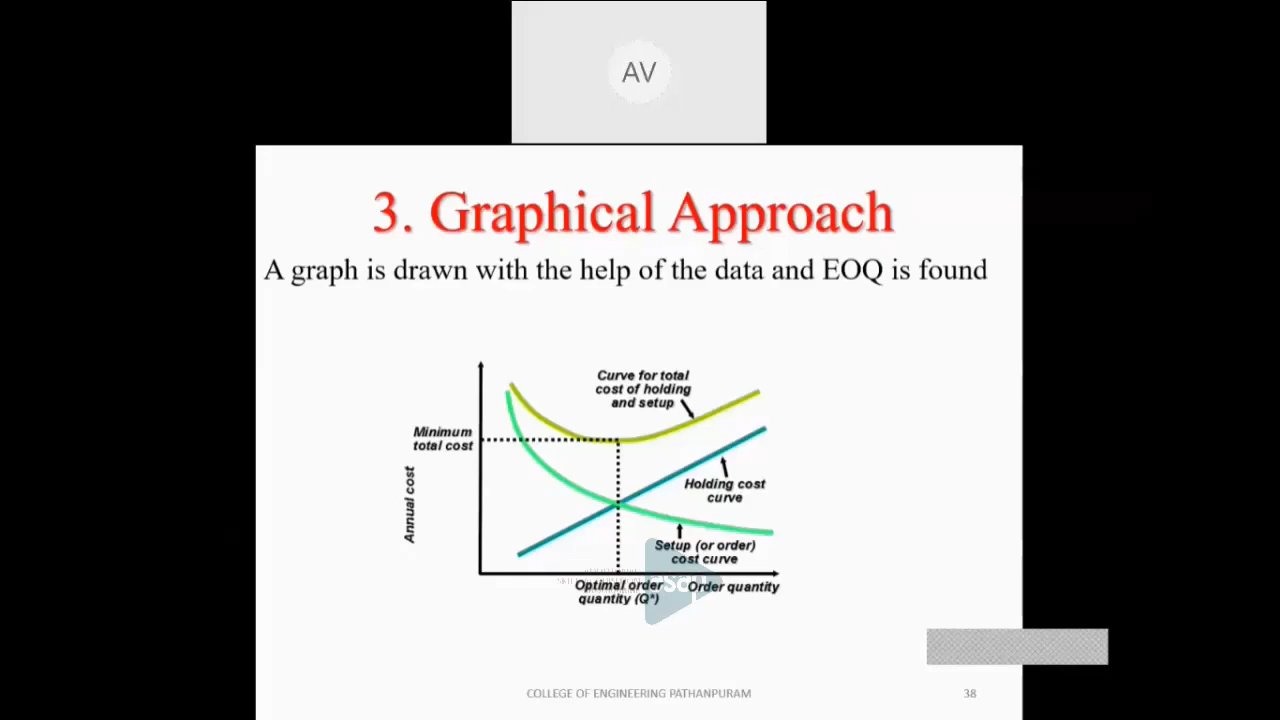 AV
3. Graphical Approach
A graph is drawn with the help of the data and EOQ is found
Curve for total
cost of holding
and setup
Minimum
total cost
Annual cost
Holding cost
curve
Setup (or order)
cost curve
Optimal order
quantity (Q*)
Order quantity
COLLEGE OF ENGINEERING PATHANPURAM
38